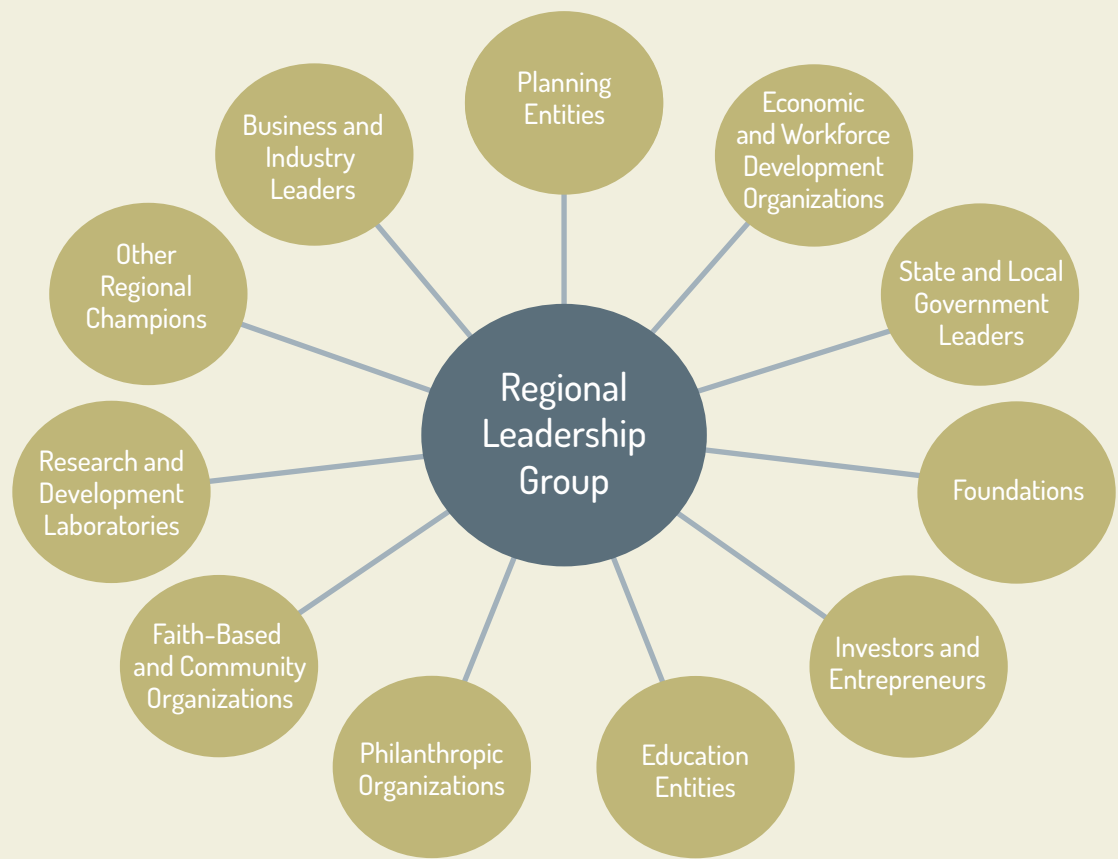 Planning
Entities
Economic
and Workforce
Development
Organizations
State and Local
Government
Leaders
Foundations
Investors and
Entrepreneurs
Education
Entities
Philanthropic
Organizations
Faith-Based
and Community
Organizations
Research and
Development
Laboratories
Other
Regional
Champions
Business and
Industry
Leaders
Regional
Leadership
Group